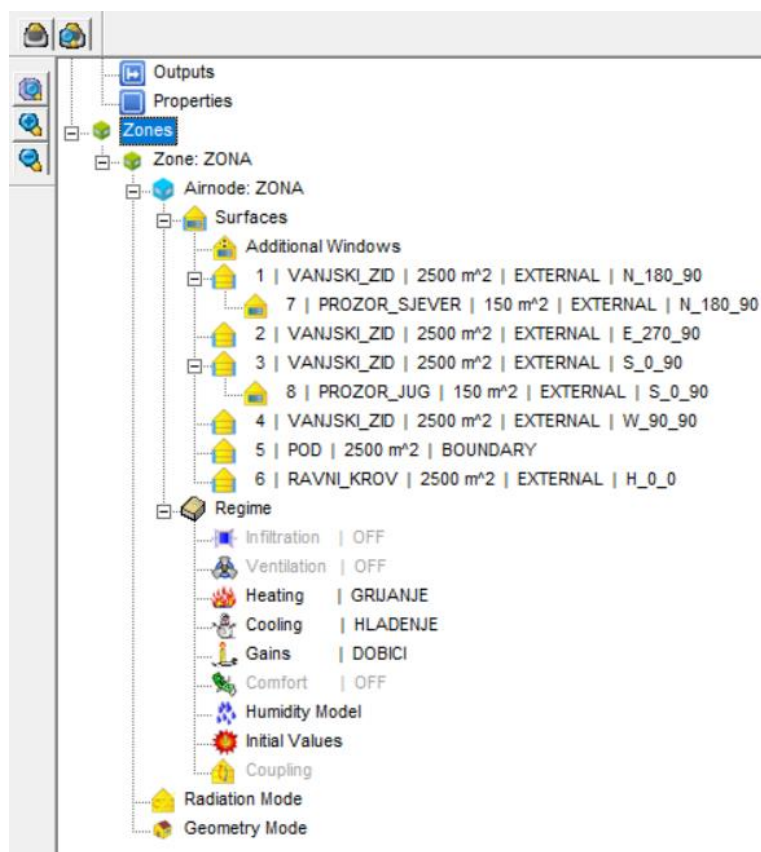 Outputs
Properties
Zones
Zone: ZONA
Airnode: ZONA
Surfaces
Additional Windows
1 | VANJSKI_ZID | 2500 m^2 | EXTERNAL | N_180_90
7 | PROZOR_SJEVER | 150 m^2 | EXTERNAL | N_180_90
2 | VANJSKI_ZID | 2500 m^2 | EXTERNAL | E_270_90
3 | VANJSKI_ZID | 2500 m^2 | EXTERNAL | S_0_90
8 | PROZOR_JUG | 150 m^2 | EXTERNAL | S_0_90
4 | VANJSKI_ZID | 2500 m^2 | EXTERNAL | W_90_90
5 | POD | 2500 m^2 | BOUNDARY
6 | RAVNI_KROV | 2500 m^2 | EXTERNAL | H_0_0
Regime
Infiltration | OFF
Ventilation | OFF
Heating | GRIJANJE
Cooling | HLADENJE
Gains | DOBICI
Comfort | OFF
Humidity Model
Initial Values
Coupling
Radiation Mode
Geometry Mode